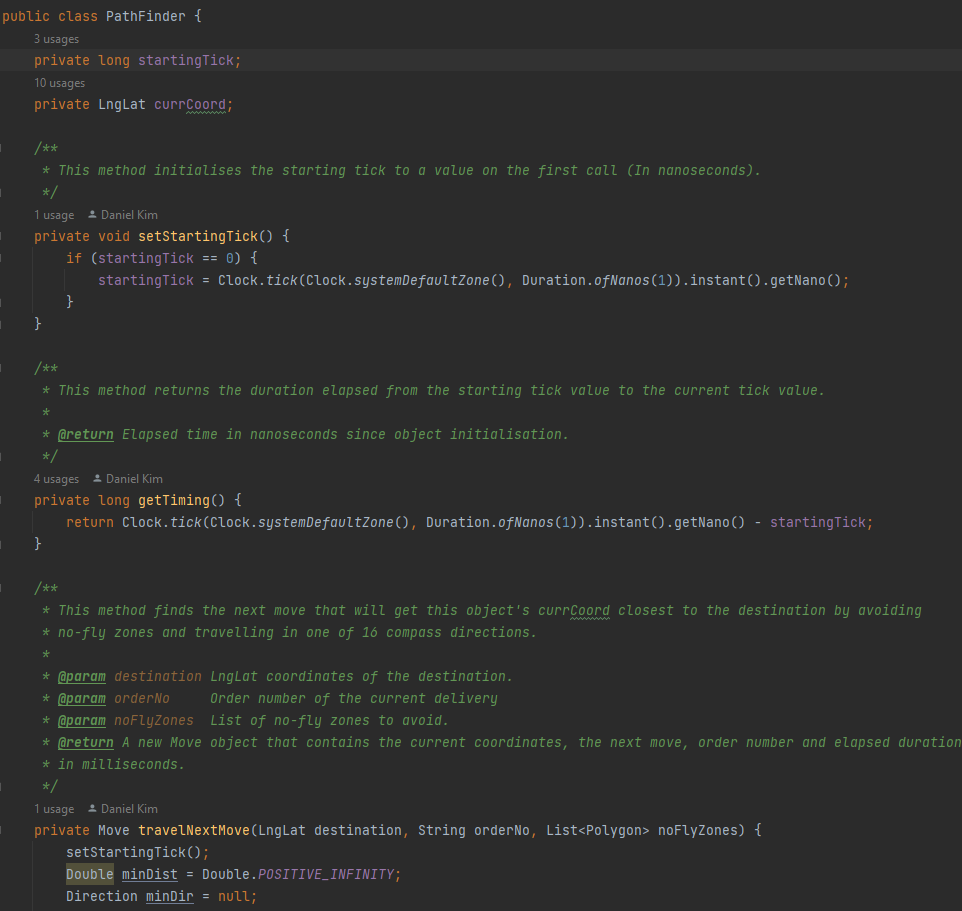 public class PathFinder {
3 usages
private long startingTick;
10 usages
private LngLat currCoord;
/**
* This method initialises the starting tick to a value on the first call (In nanoseconds).
*/
1 usage Daniel Kim
private void setStartingTick() {
if (startingTick == 0) {
startingTick = Clock.tick(Clock.systemDefaultZone(), Duration.ofNanos(1)).instant().getNano();
}
}
/**
* This method returns the duration elapsed from the starting tick value to the current tick value.
*
* @return Elapsed time in nanoseconds since object initialisation.
*/
4 usages Daniel Kim
private long getTiming() {
return Clock.tick(Clock.systemDefaultZone(), Duration.ofNanos(1)).instant().getNano() - startingTick;
}
/**
* This method finds the next move that will get this object's currCoord closest to the destination by avoiding
* no-fly zones and travelling in one of 16 compass directions.
*
* @param destination LngLat coordinates of the destination.
* @param orderNo Order number of the current delivery
* @param noFlyZones List of no-fly zones to avoid.
* @return A new Move object that contains the current coordinates, the next move, order number and elapsed duration
* in milliseconds.
*/
1 usage Daniel Kim
private Move travelNextMove(LngLat destination, String orderNo, List<Polygon> noFlyZones) {
setStartingTick();
Double minDist = Double.POSITIVE_INFINITY;
Direction minDir = null;